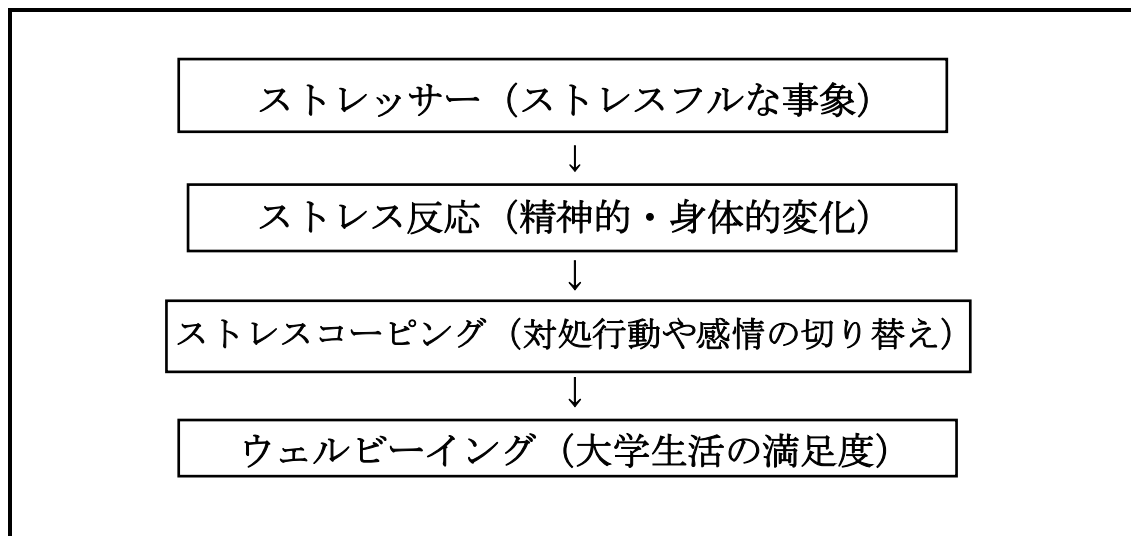 ストレッサー（ストレスフルな事象）
↓
ストレス反応（精神的・身体的変化）
↓
ストレスコーピング（対処行動や感情の切り替え）
↓
ウェルビーイング（大学生活の満足度）